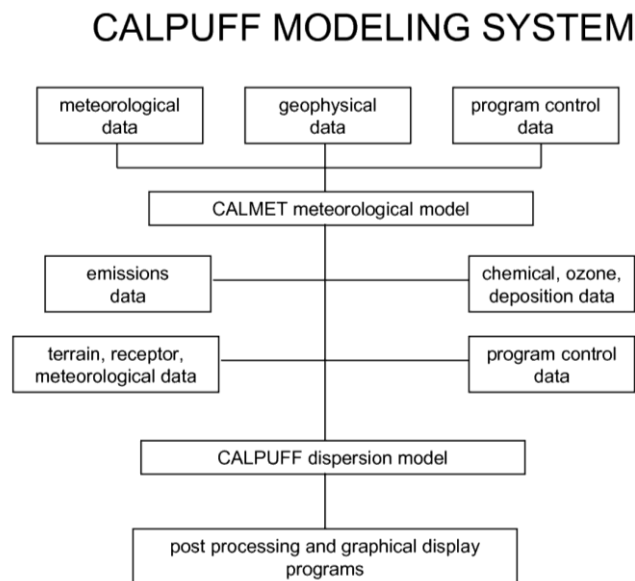 CALPUFF MODELING SYSTEM
meteorological
data
geophysical
data
program control
data
CALMET meteorological model
emissions
data
chemical, ozone,
deposition data
terrain, receptor,
meteorological data
program control
data
CALPUFF dispersion model
post processing and graphical display
programs